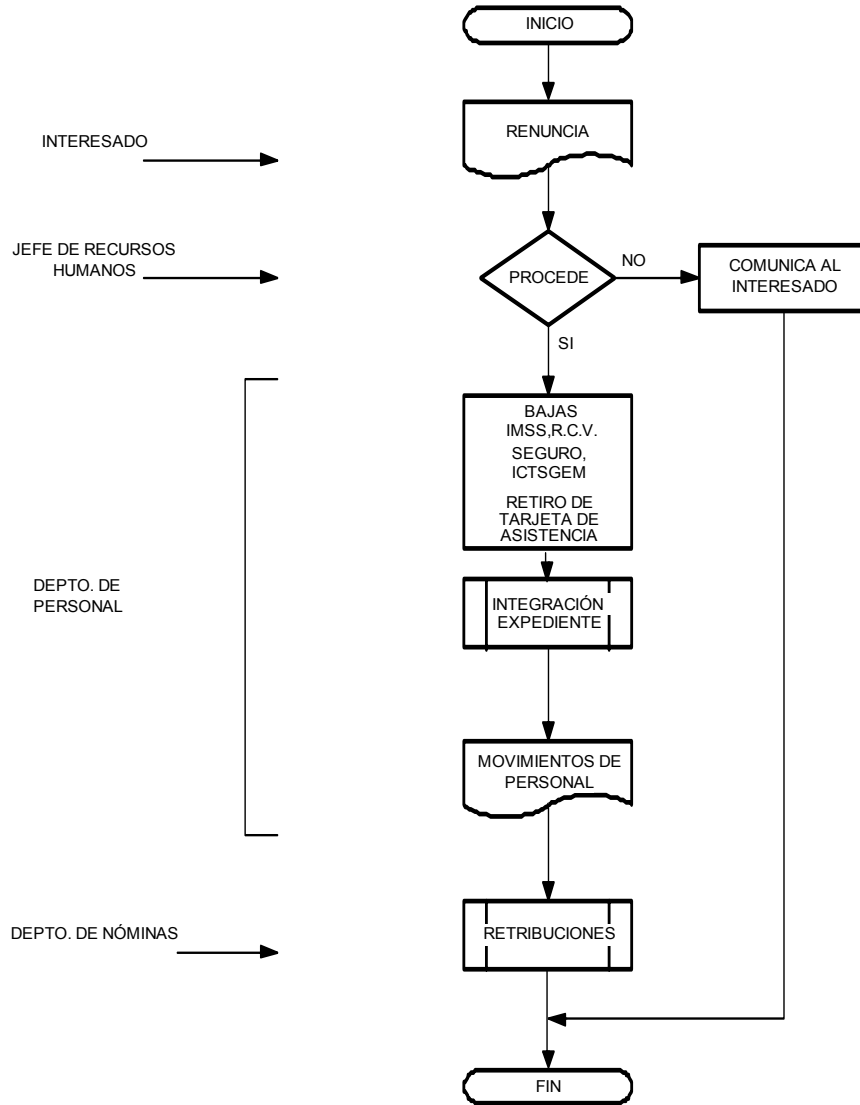 INICIO
RENUNCIA
INTERESADO
JEFE DE RECURSOS
HUMANOS
PROCEDE
NO
COMUNICA AL
INTERESADO
SI
BAJAS
IMSS,R.C.V.
SEGURO,
ICTSGEM
RETIRO DE
TARJETA DE
ASISTENCIA
DEPTO. DE
PERSONAL
INTEGRACIÓN
EXPEDIENTE
MOVIMIENTOS DE
PERSONAL
DEPTO. DE NÓMINAS
RETRIBUCIONES
FIN